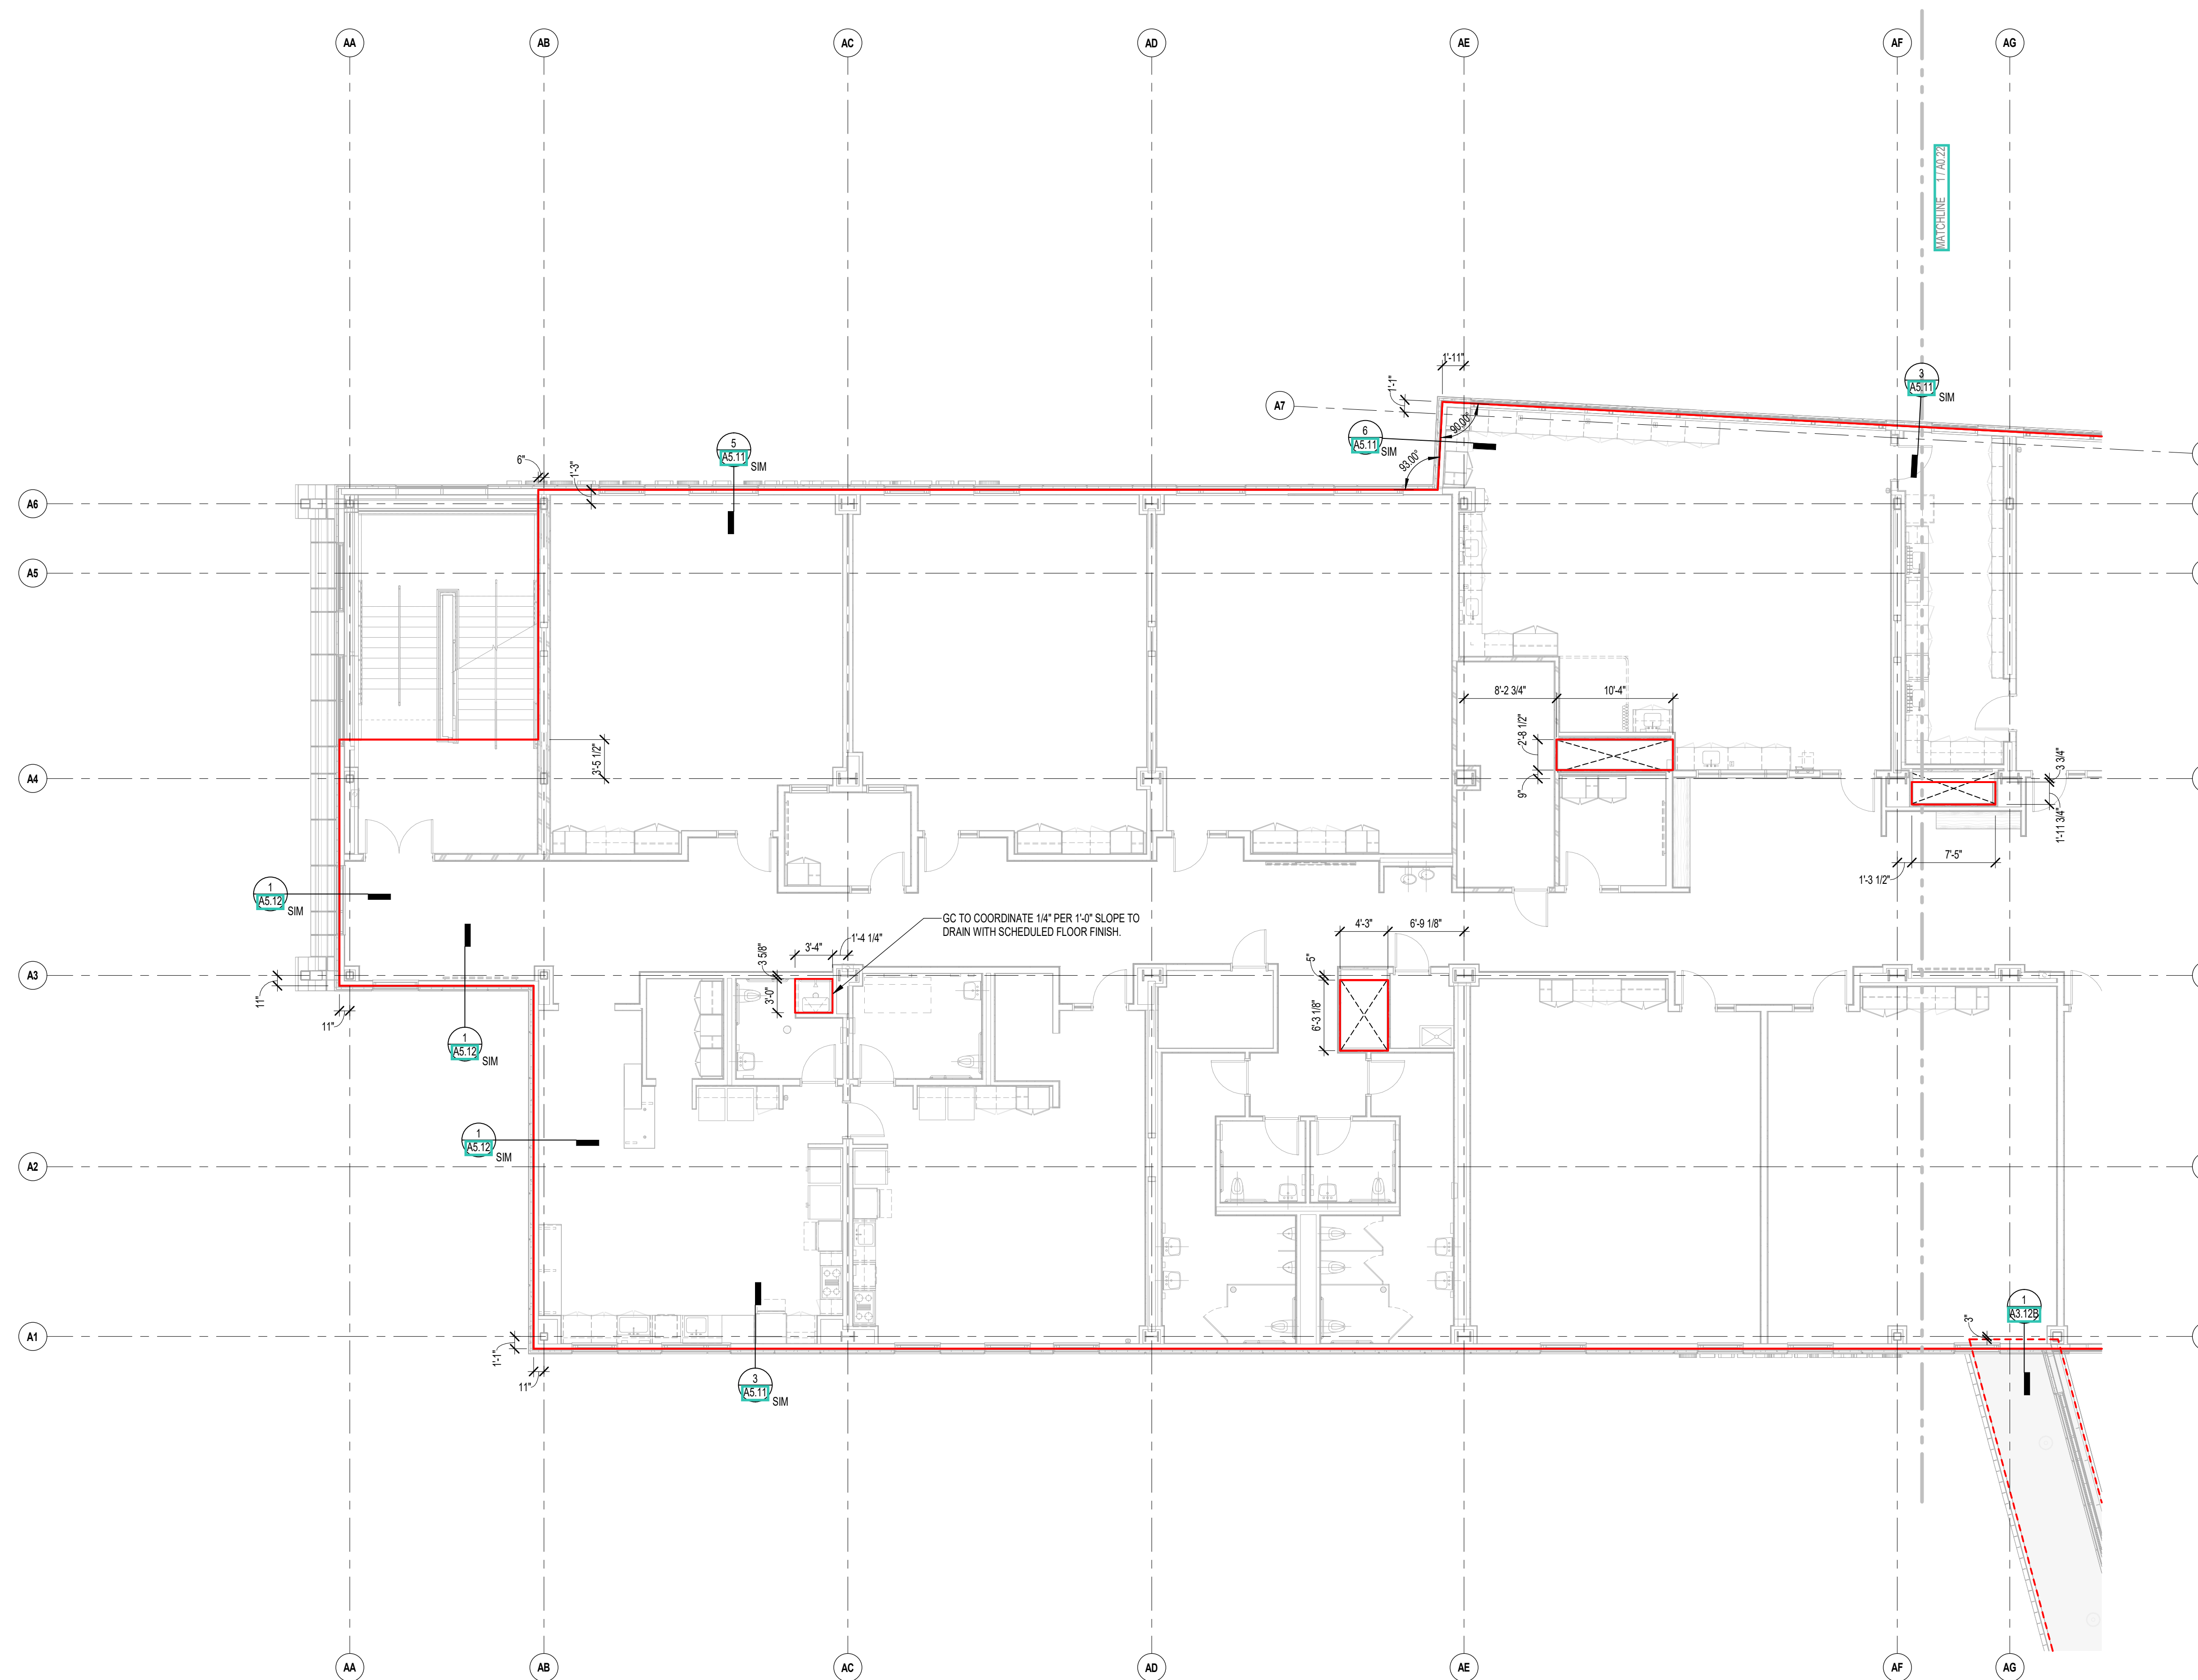 AA
AB
AC
AD
AE
AF
AG
MATCHLINE 1 / A0.22
1'-11"
1'-1"
A7
3
A5.11
SIM
90.00°
6
A5.11
SIM
5
A5.11
SIM
93.00°
6"
1'-3"
A6
A5
8'-2 3/4"
10'-4"
2'-8 1/2"
3'-5 1/2"
A4
9"
3 3/4"
1'-11 3/4"
7'-5"
1'-3 1/2"
1
A5.12
SIM
GC TO COORDINATE 1/4" PER 1'-0" SLOPE TO
DRAIN WITH SCHEDULED FLOOR FINISH.
4'-3"
6'-9 1/8"
3'-4"
1'-4 1/4"
3 5/8"
5"
A3
3'-0"
11"
11"
6'-3 1/8"
1
A5.12
SIM
1
A5.12
SIM
A2
1
A3.12B
3"
A1
1'-1"
11"
3
A5.11
SIM
AA
AB
AC
AD
AE
AF
AG